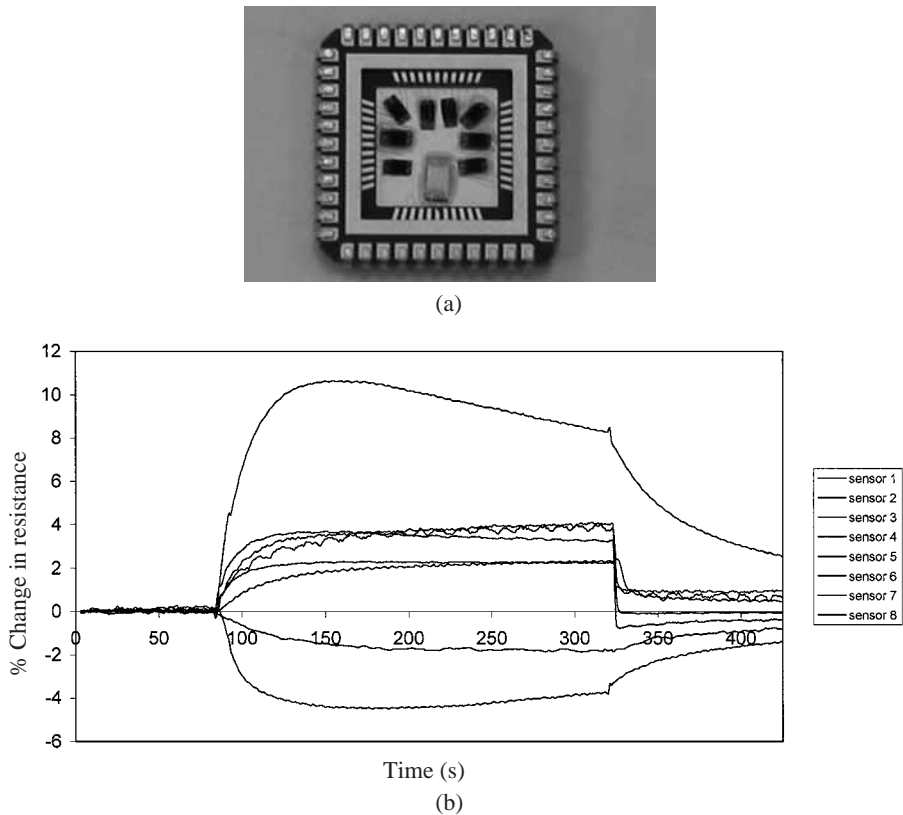 (a)
12
10
8
6
4
2
0
-2
-4
-6
0 50 100 150 200 250 300 350 400
% Change in resistance
Time (s)
sensor 1
sensor 2
sensor 3
sensor 4
sensor 5
sensor 6
sensor 7
sensor 8
(b)